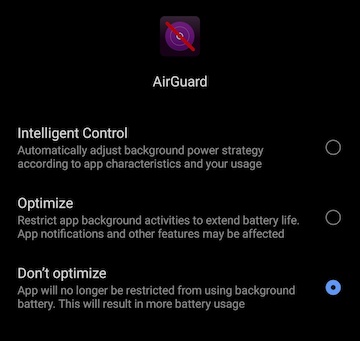 AirGuard
Intelligent Control
Automatically adjust background power strategy
according to app characteristics and your usage
Optimize
Restrict app background activities to extend battery life.
App notifications and other features may be affected
Don't optimize
App will no longer be restricted from using background
battery. This will result in more battery usage